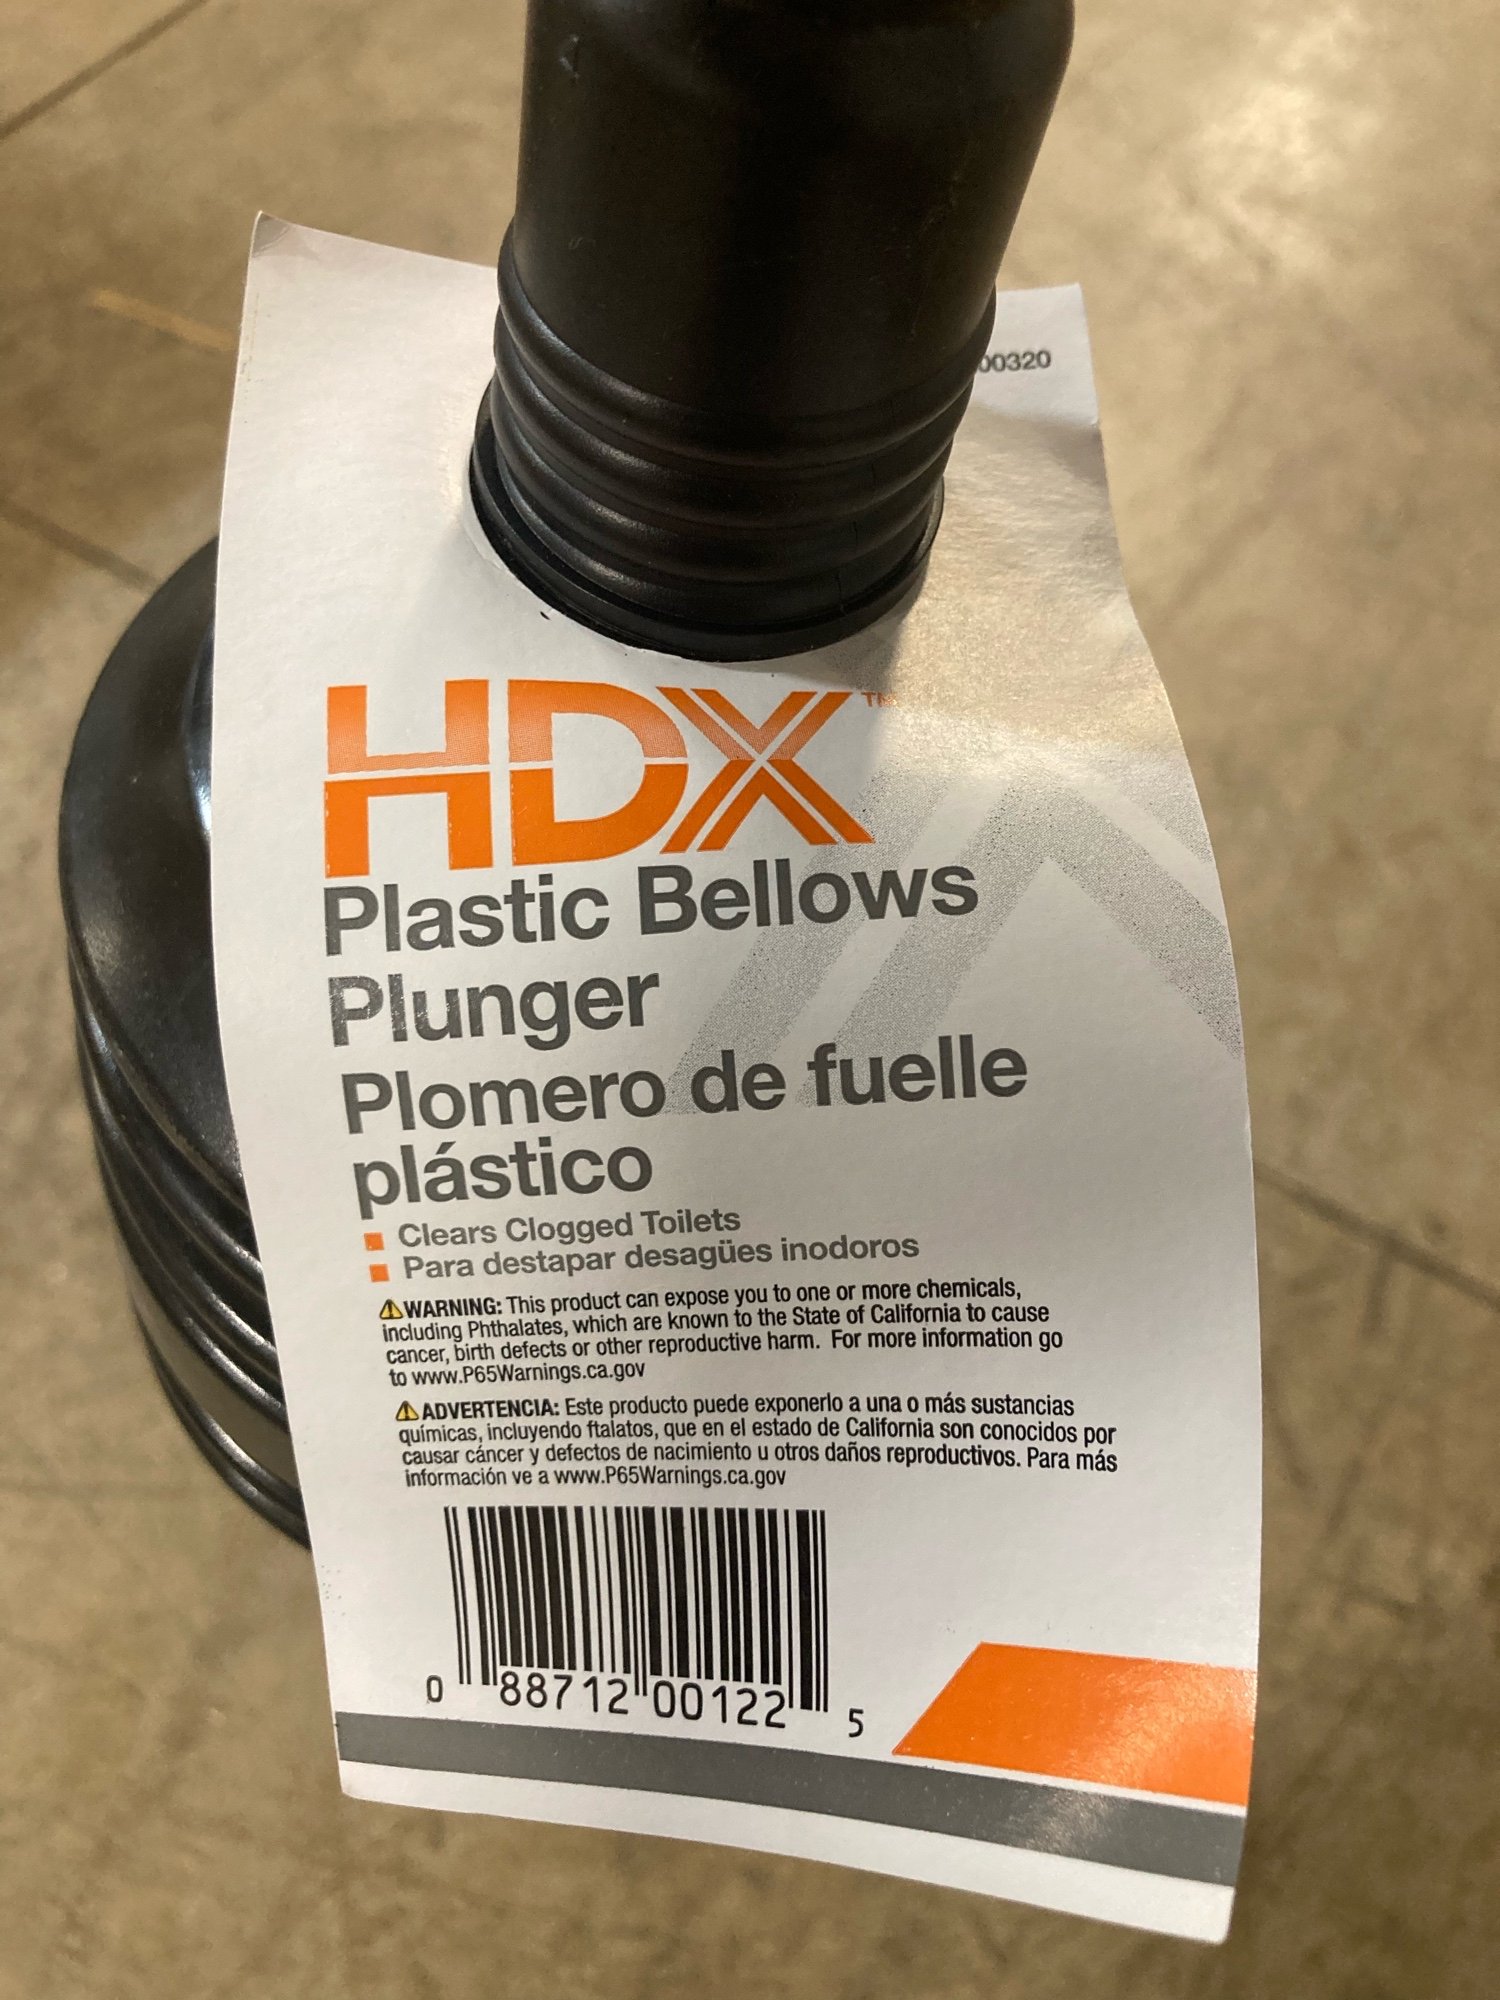 00320
HDX™
Plastic Bellows
Plunger
Plomero de fuelle
plástico
Clears Clogged Toilets
Para destapar desagües inodoros
WARNING: This product can expose you to one or more chemicals,
including Phthalates, which are known to the State of California to cause
cancer, birth defects or other reproductive harm. For more information go
to www.P65Warnings.ca.gov
ADVERTENCIA: Este producto puede exponerlo a una o más sustancias
químicas, incluyendo ftalatos, que en el estado de California son conocidos por
causar cáncer y defectos de nacimiento u otros daños reproductivos. Para más
información ve a www.P65Warnings.ca.gov
0 88712 00122 5